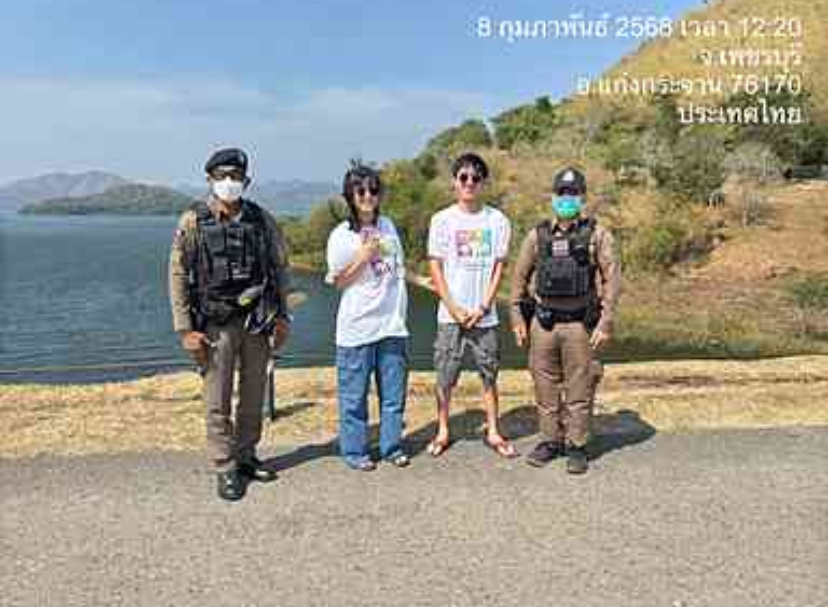 8 กุมภาพันธ์ 2568 เวลา 12:20
จ.เพชรบุรี
อ.แก่งกระจาน 76170
ประเทศไทย